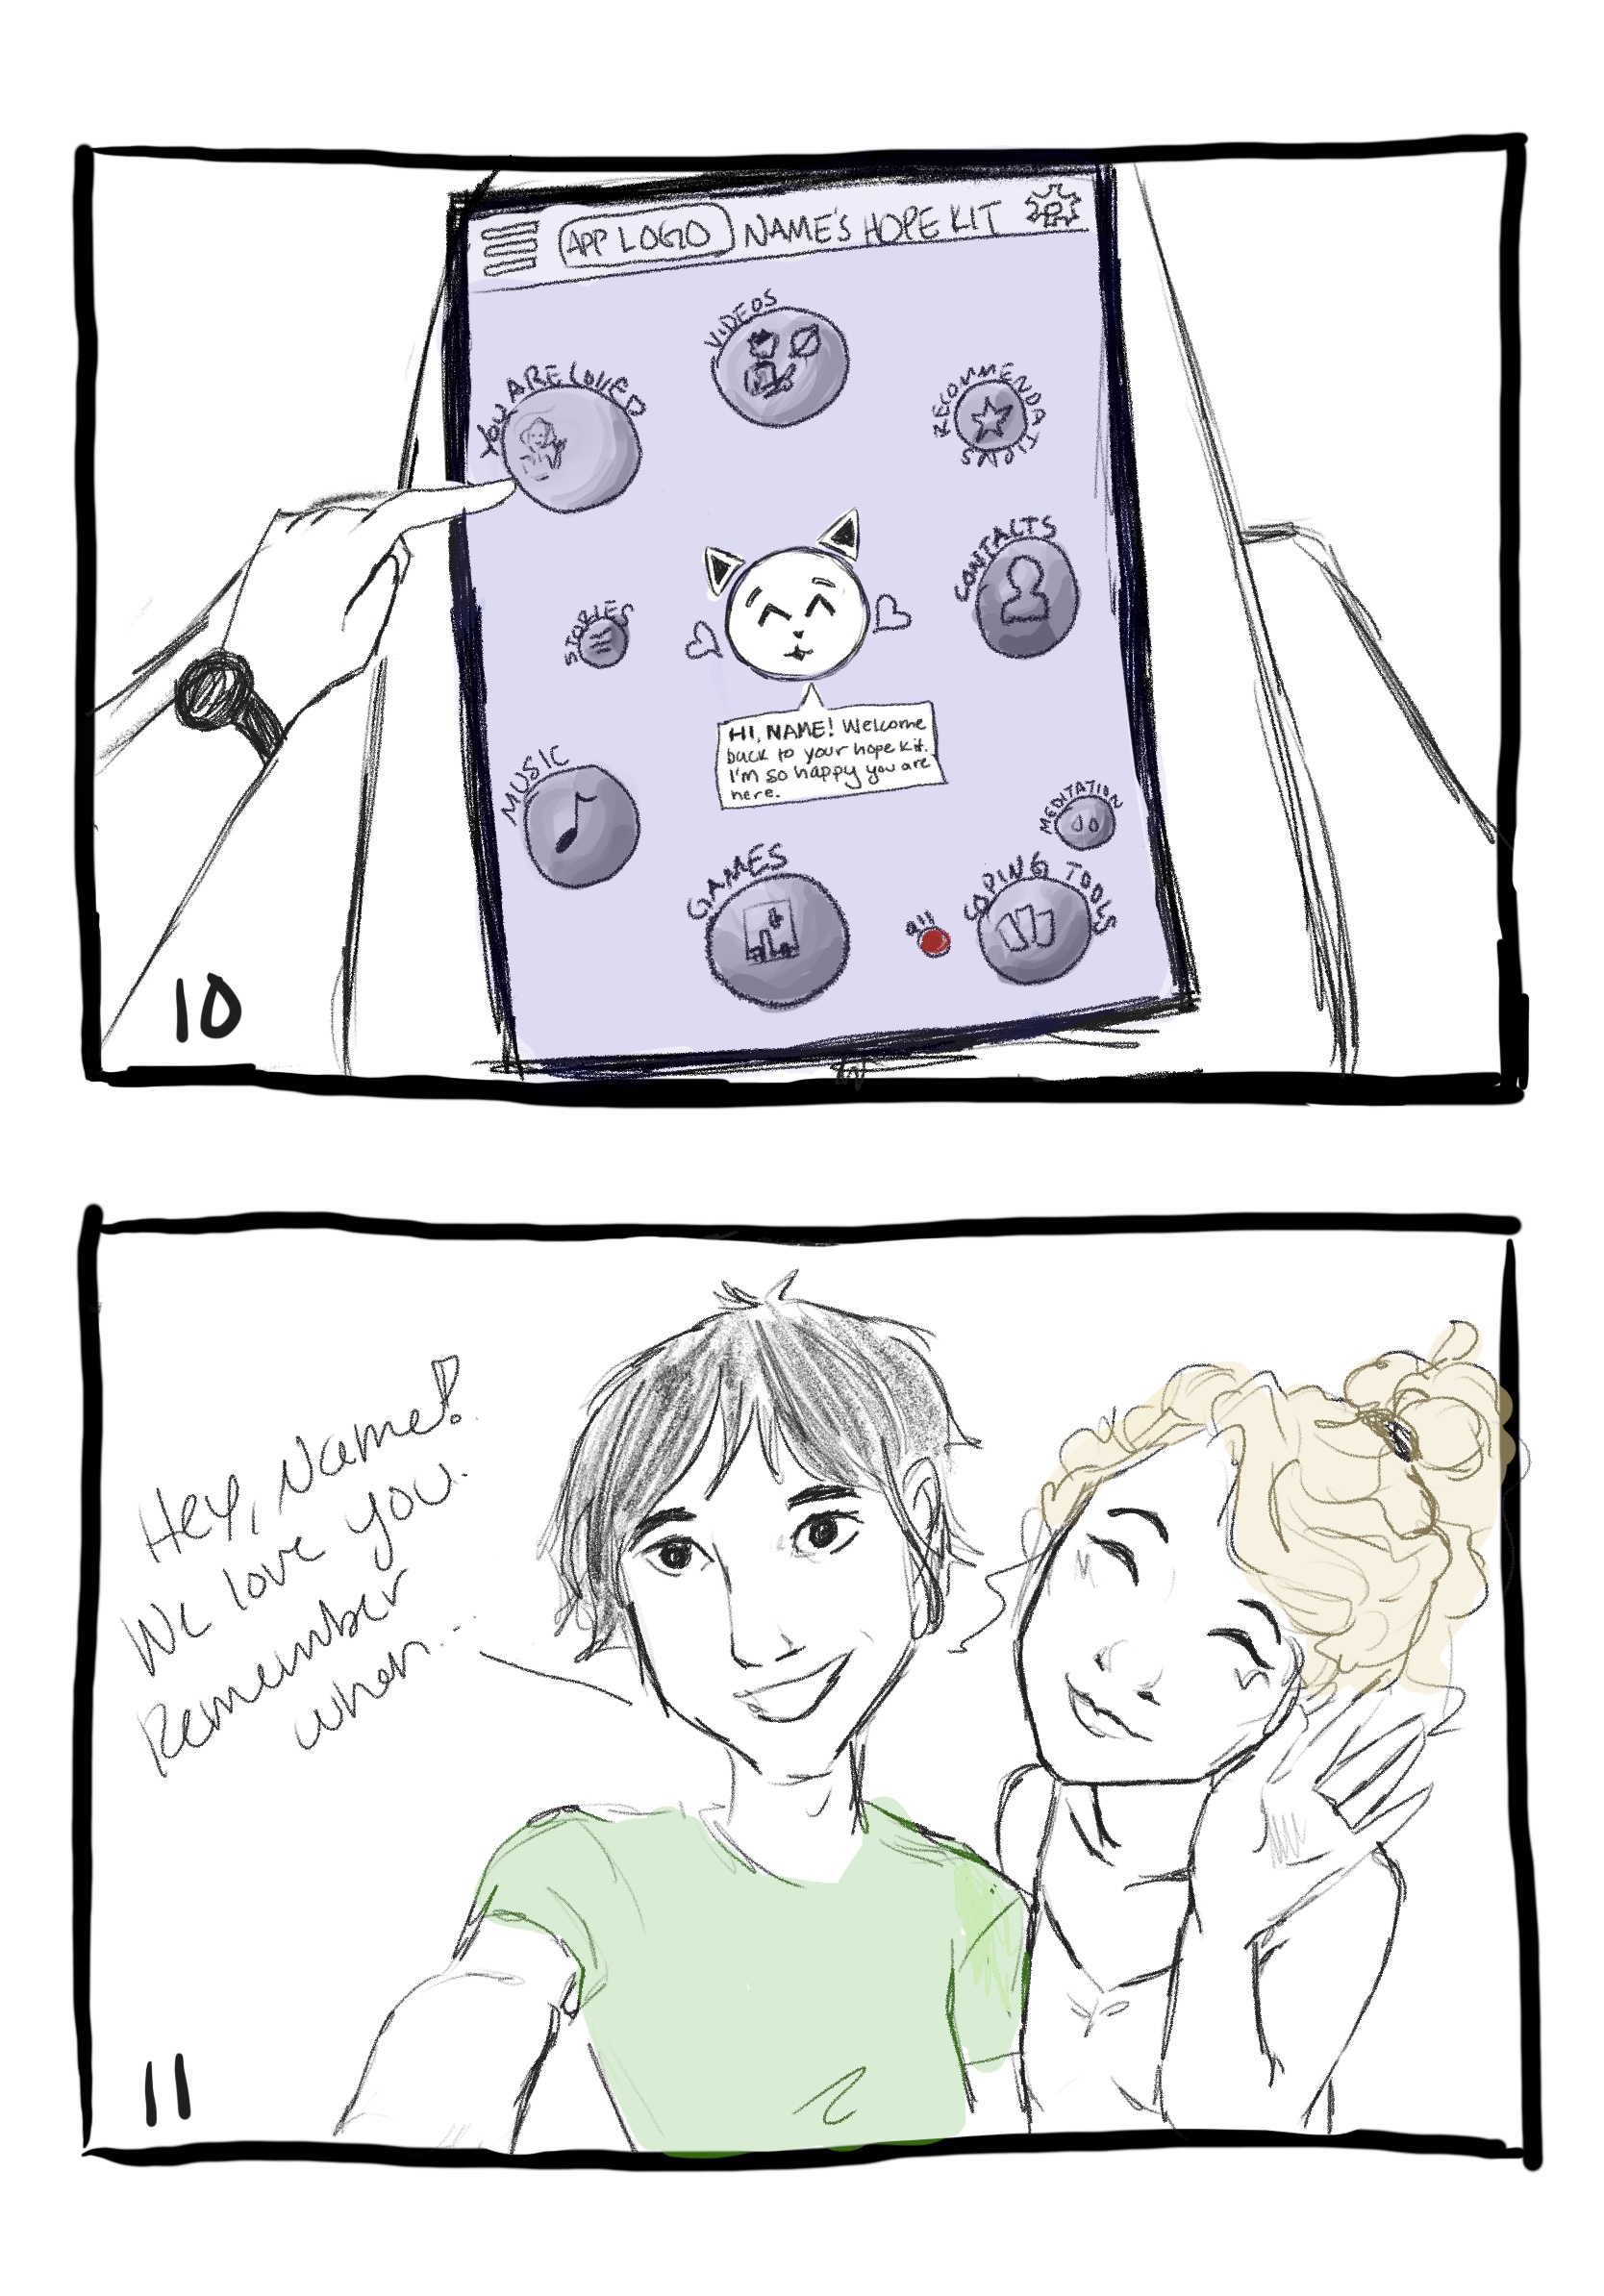 APP LOGO NAME'S HOPE KIT
VIDEOS
YOU ARE LOVED
RECOMMENDATIONS
CONTACTS
STORIES
HI, NAME! Welcome
back to your hope kit.
I'm so happy you are
here.
MUSIC
MEDITATION
GAMES
COPING TOOLS
all
10
Hey, Name!
We love you.
Remember
when...
11